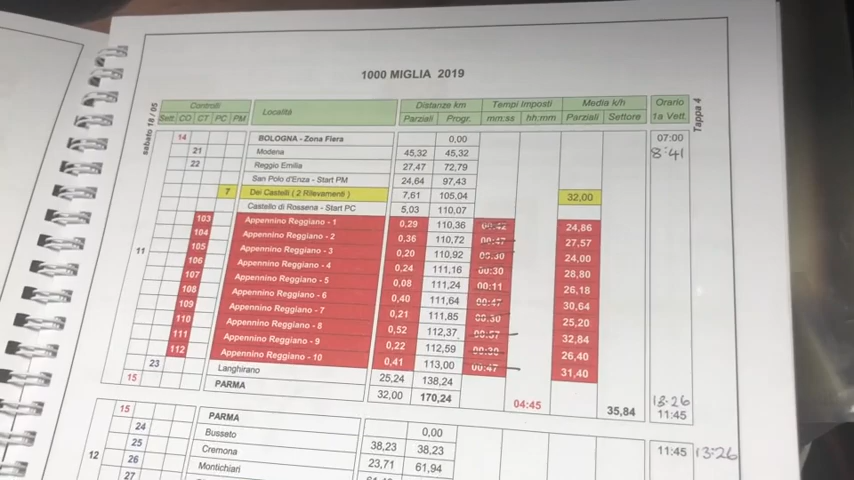 1000 MIGLIA 2019
sabato 18 / 05
Tappa 4
Controlli Località Distanze km Tempi Imposti Media k/h Orario
Sett. CO CT PC PM Parziali Progr. mm:ss hh:mm Parziali Settore 1a Vett.
14 BOLOGNA - Zona Fiera 0,00 07:00
21 Modena 45,32 45,32 8:41
22 Reggio Emilia 27,47 72,79
San Polo d'Enza - Start PM 24,64 97,43
7 Dei Castelli ( 2 Rilevamenti ) 7,61 105,04 32,00
Castello di Rossena - Start PC 5,03 110,07
103 Appennino Reggiano - 1 0,29 110,36 00:42 24,86
104 Appennino Reggiano - 2 0,36 110,72 00:47 27,57
105 Appennino Reggiano - 3 0,20 110,92 00:30 24,00
106 Appennino Reggiano - 4 0,24 111,16 00:30 28,80
11 107 Appennino Reggiano - 5 0,08 111,24 00:11 26,18
108 Appennino Reggiano - 6 0,40 111,64 00:47 30,64
109 Appennino Reggiano - 7 0,21 111,85 00:30 25,20
110 Appennino Reggiano - 8 0,52 112,37 00:57 32,84
111 Appennino Reggiano - 9 0,22 112,59 00:30 26,40
112 Appennino Reggiano - 10 0,41 113,00 00:47 31,40
23 Langhirano 25,24 138,24 13:26
15 PARMA 32,00 170,24 04:45 35,84 11:45
15 PARMA 0,00 11:45 13:26
24 Busseto 38,23 38,23
12 25 Cremona 23,71 61,94
26 Montichiari
27